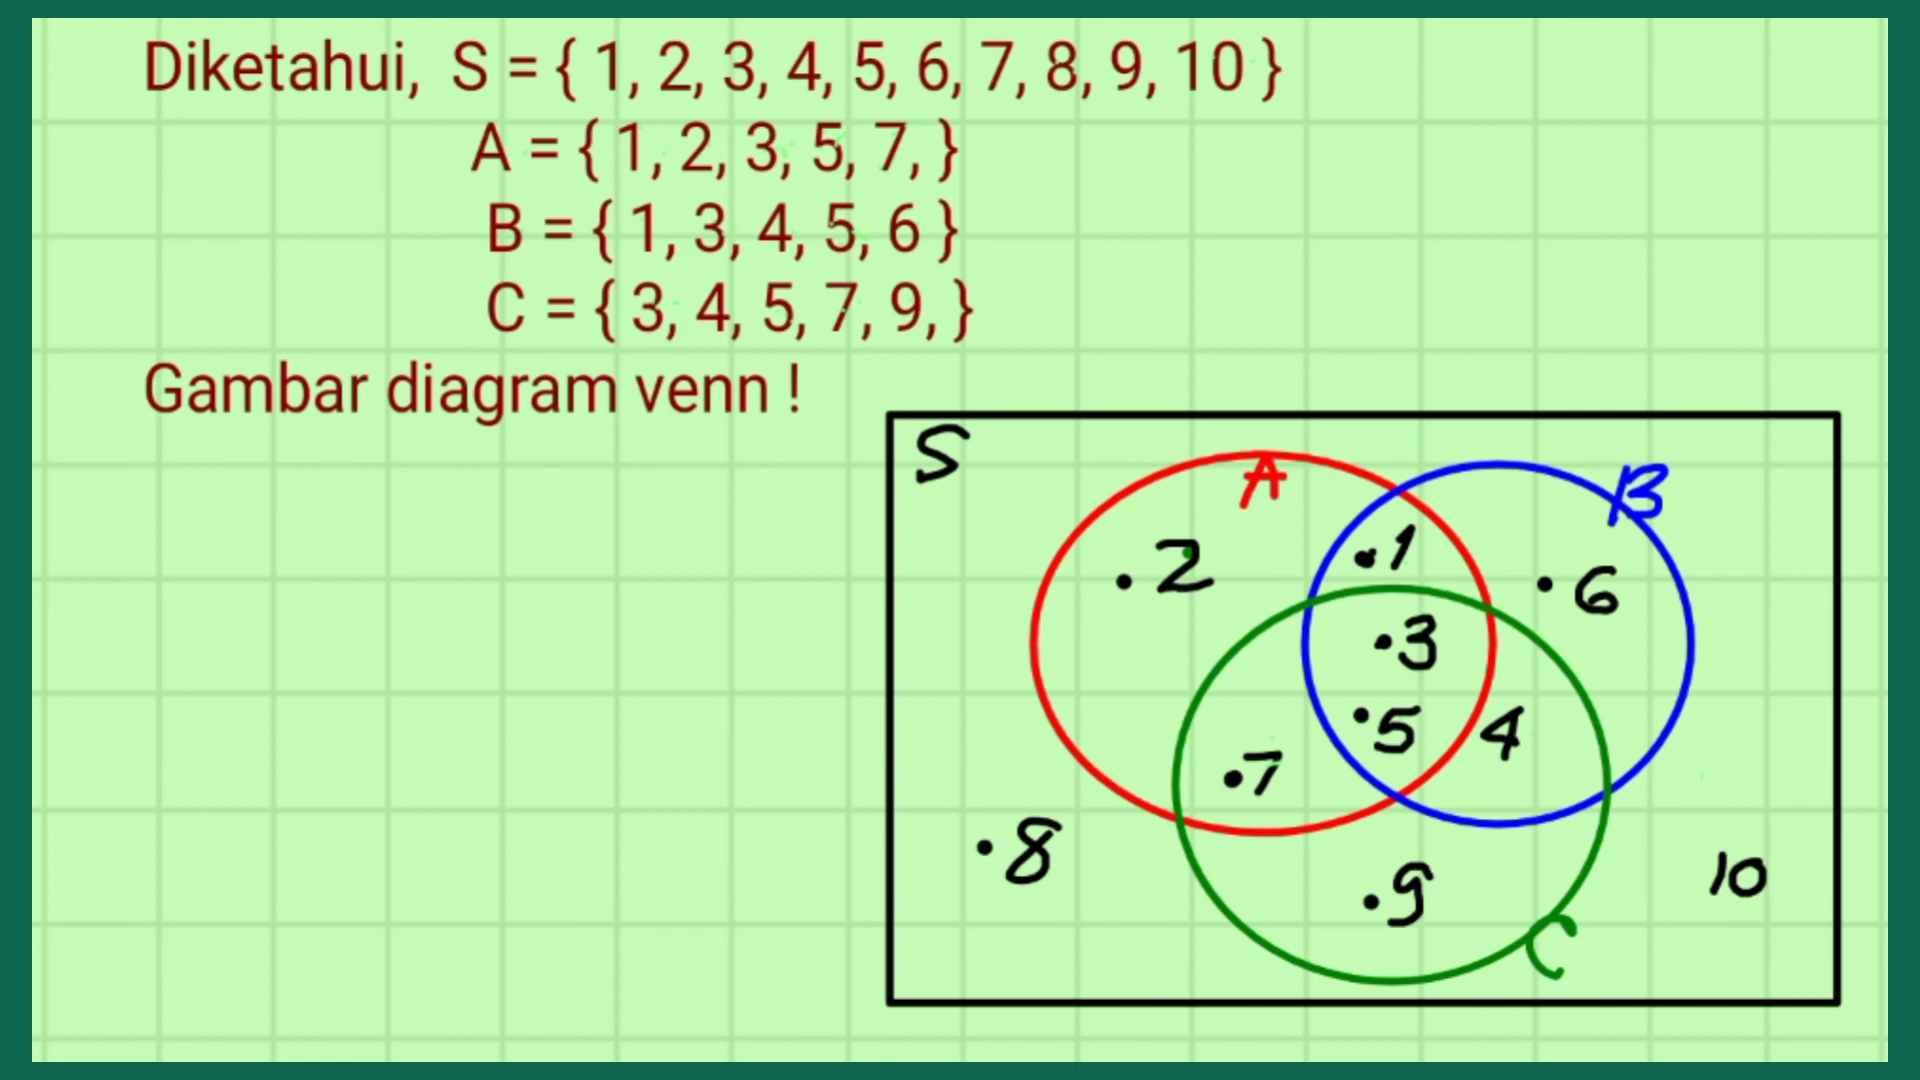 Diketahui, S = { 1, 2, 3, 4, 5, 6, 7, 8, 9, 10 }
A = { 1, 2, 3, 5, 7, }
B = { 1, 3, 4, 5, 6 }
C = { 3, 4, 5, 7, 9, }
Gambar diagram venn !
S
A
B
.1
. 2
. 6
.3
.5
4
.7
. 8
.9
10
C